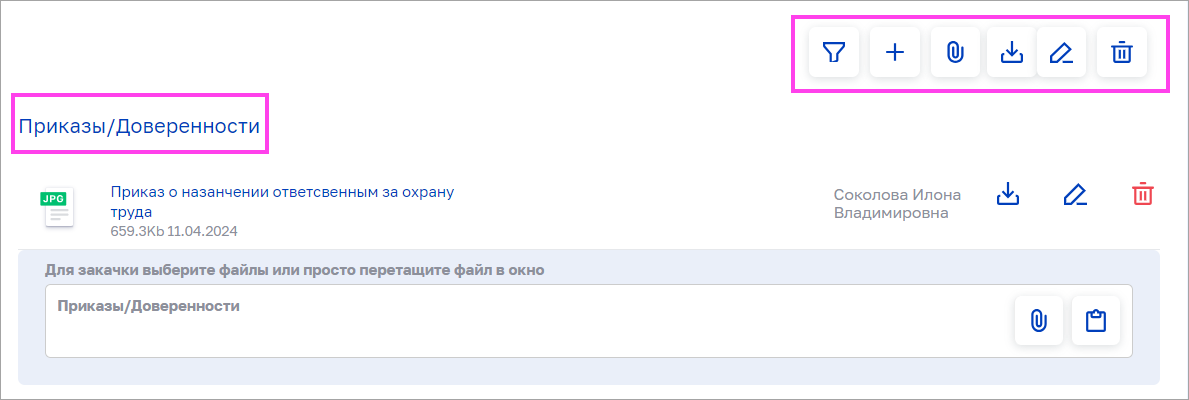 Приказы/Доверенности
JPG
Приказ о назанчении ответсвенным за охрану
труда
659.3Kb 11.04.2024
Соколова Илона
Владимировна
Для закачки выберите файлы или просто перетащите файл в окно
Приказы/Доверенности